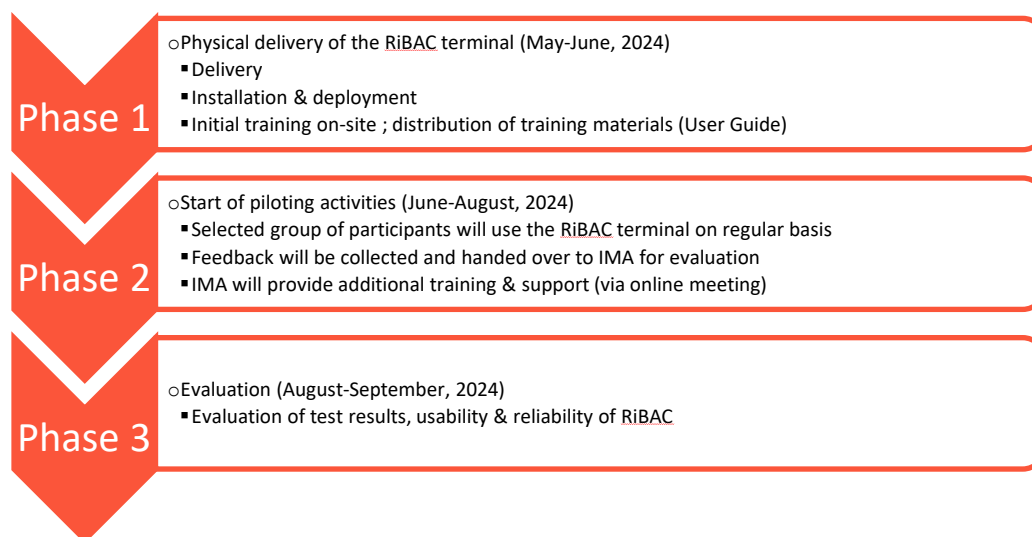 Phase 1
○Physical delivery of the RiBAC terminal (May-June, 2024)
▪Delivery
▪Installation & deployment
▪Initial training on-site ; distribution of training materials (User Guide)
Phase 2
○Start of piloting activities (June-August, 2024)
▪Selected group of participants will use the RiBAC terminal on regular basis
▪Feedback will be collected and handed over to IMA for evaluation
▪IMA will provide additional training & support (via online meeting)
Phase 3
○Evaluation (August-September, 2024)
▪Evaluation of test results, usability & reliability of RiBAC